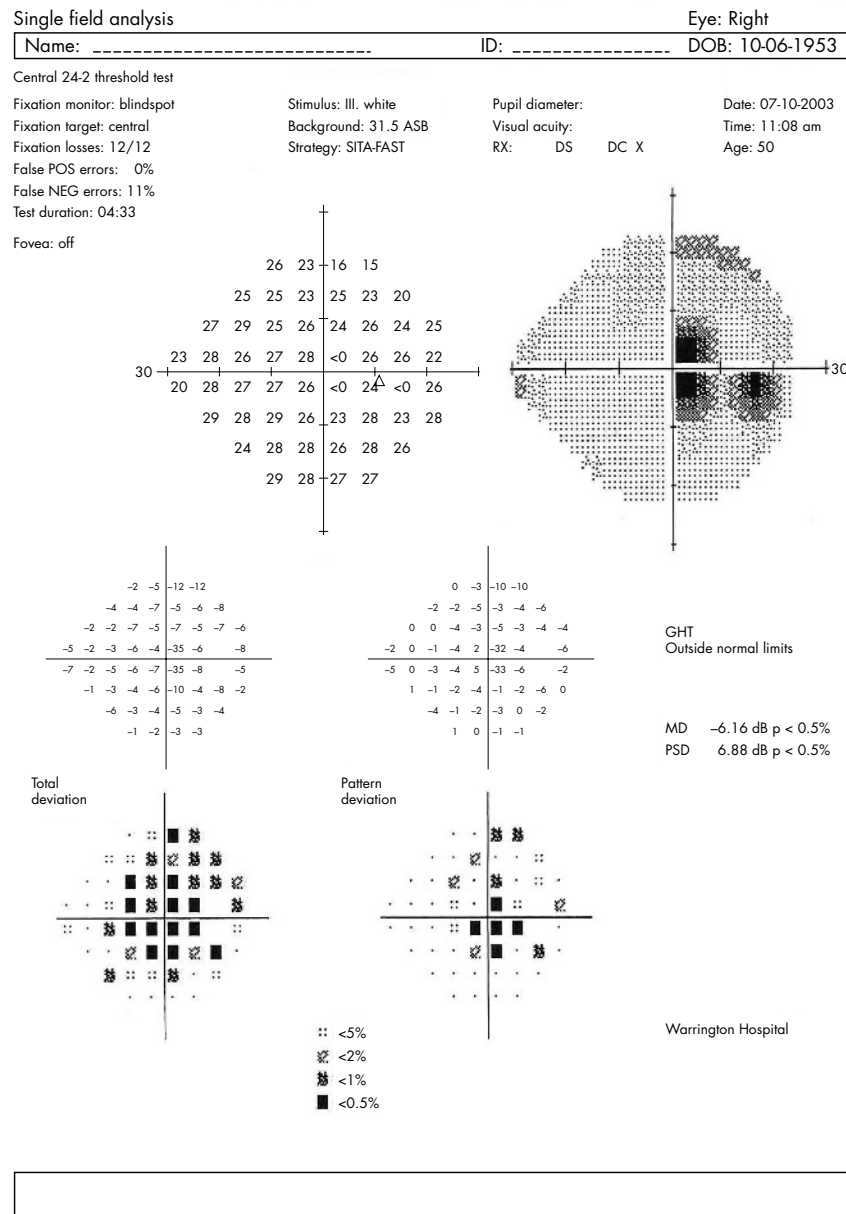 Single field analysis Eye: Right
Name: ID: DOB: 10-06-1953
Central 24-2 threshold test
Fixation monitor: blindspot Stimulus: III. white Pupil diameter: Date: 07-10-2003
Fixation target: central Background: 31.5 ASB Visual acuity: Time: 11:08 am
Fixation losses: 12/12 Strategy: SITA-FAST RX: DS DC X Age: 50
False POS errors: 0%
False NEG errors: 11%
Test duration: 04:33
Fovea: off
26 23 16 15
25 25 23 25 23 20
27 29 25 26 24 26 24 25
23 28 26 27 28 <0 26 26 22
30 30
20 28 27 27 26 <0 24 <0 26
29 28 29 26 23 28 23 28
24 28 28 26 28 26
29 28 27 27
-2 -5 -12 -12
-4 -4 -7 -5 -6 -8
-2 -2 -7 -5 -7 -5 -7 -6
-5 -2 -3 -6 -4 -35 -6 -8
-7 -2 -5 -6 -7 -35 -8 -5
-1 -3 -4 -6 -10 -4 -8 -2
-6 -3 -4 -5 -3 -4
-1 -2 -3 -3
0 -3 -10 -10
-2 -2 -5 -3 -4 -6
0 0 -4 -3 -5 -3 -4 -4
-2 0 -1 -4 2 -32 -4 -6
-5 0 -3 -4 5 -33 -6 -2
1 -1 -2 -4 -1 -2 -6 0
-4 -1 -2 -3 0 -2
1 0 -1 -1
GHT
Outside normal limits
MD -6.16 dB p < 0.5%
PSD 6.88 dB p < 0.5%
Total
deviation
Pattern
deviation
<5%
<2%
<1%
<0.5%
Warrington Hospital